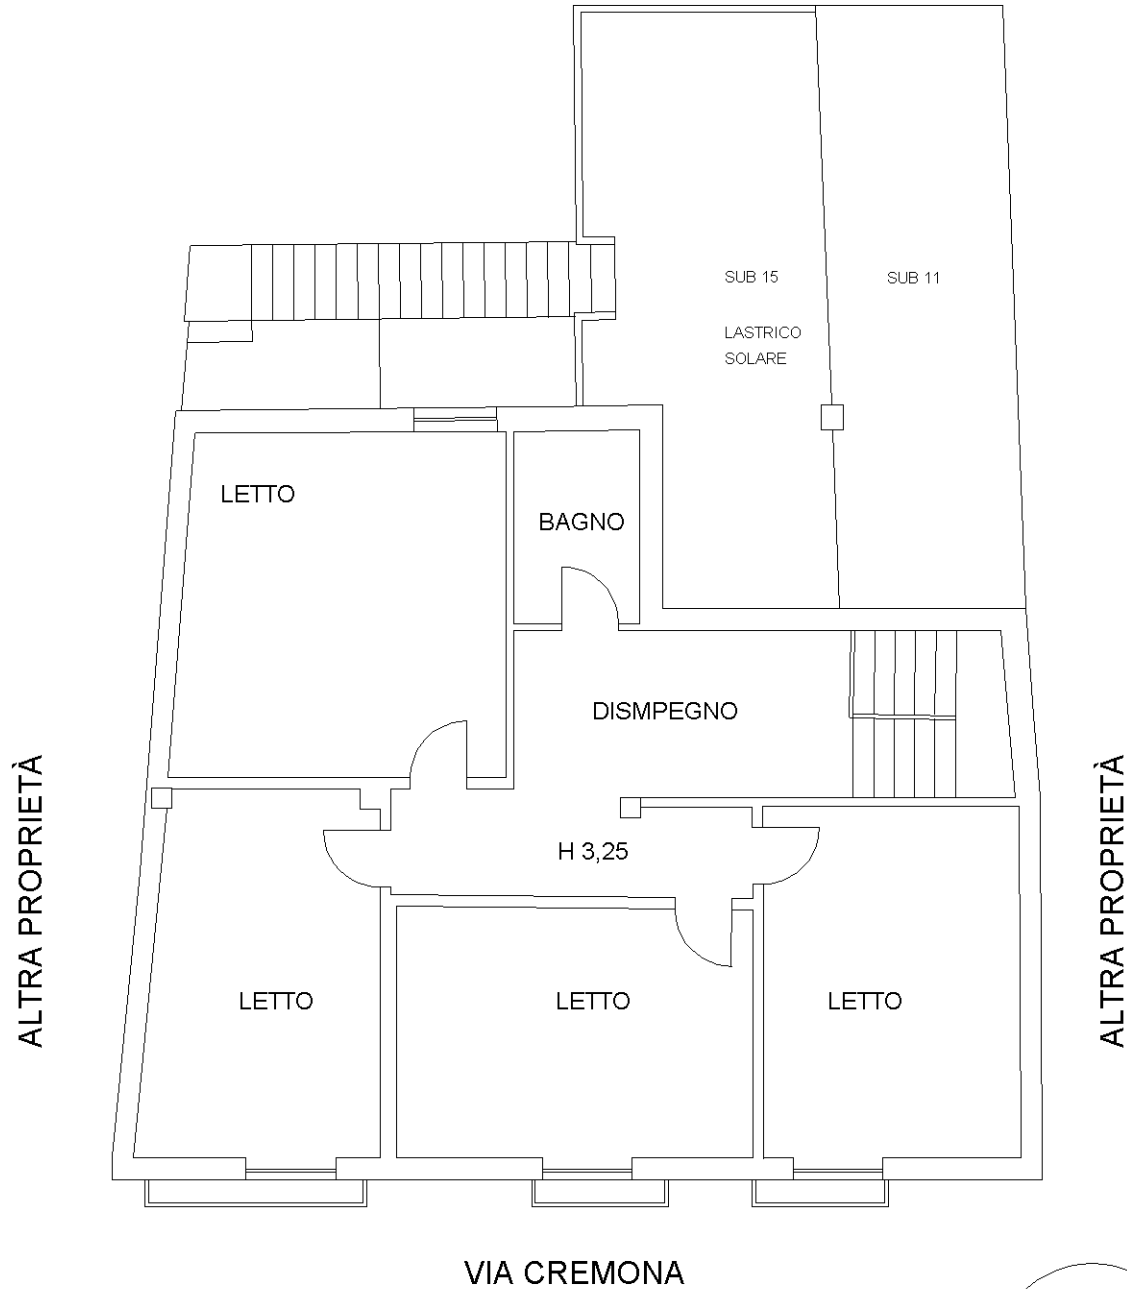 SUB 15
SUB 11
LASTRICO
SOLARE
LETTO
BAGNO
DISMPEGNO
ALTRA PROPRIETÀ
ALTRA PROPRIETÀ
H 3,25
LETTO
LETTO
LETTO
VIA CREMONA